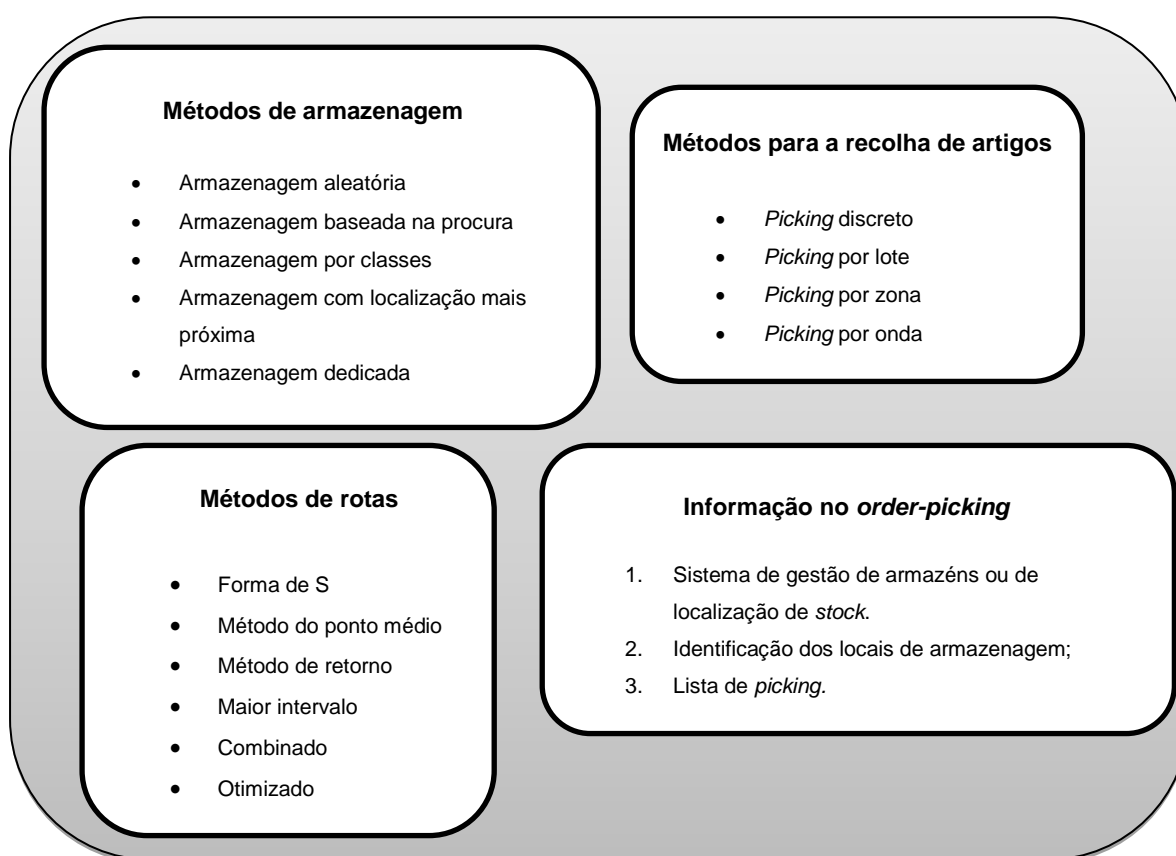 Métodos de armazenagem
• Armazenagem aleatória
• Armazenagem baseada na procura
• Armazenagem por classes
• Armazenagem com localização mais
próxima
• Armazenagem dedicada
Métodos para a recolha de artigos
• Picking discreto
• Picking por lote
• Picking por zona
• Picking por onda
Métodos de rotas
• Forma de S
• Método do ponto médio
• Método de retorno
• Maior intervalo
• Combinado
• Otimizado
Informação no order-picking
1. Sistema de gestão de armazéns ou de
localização de stock.
2. Identificação dos locais de armazenagem;
3. Lista de picking.